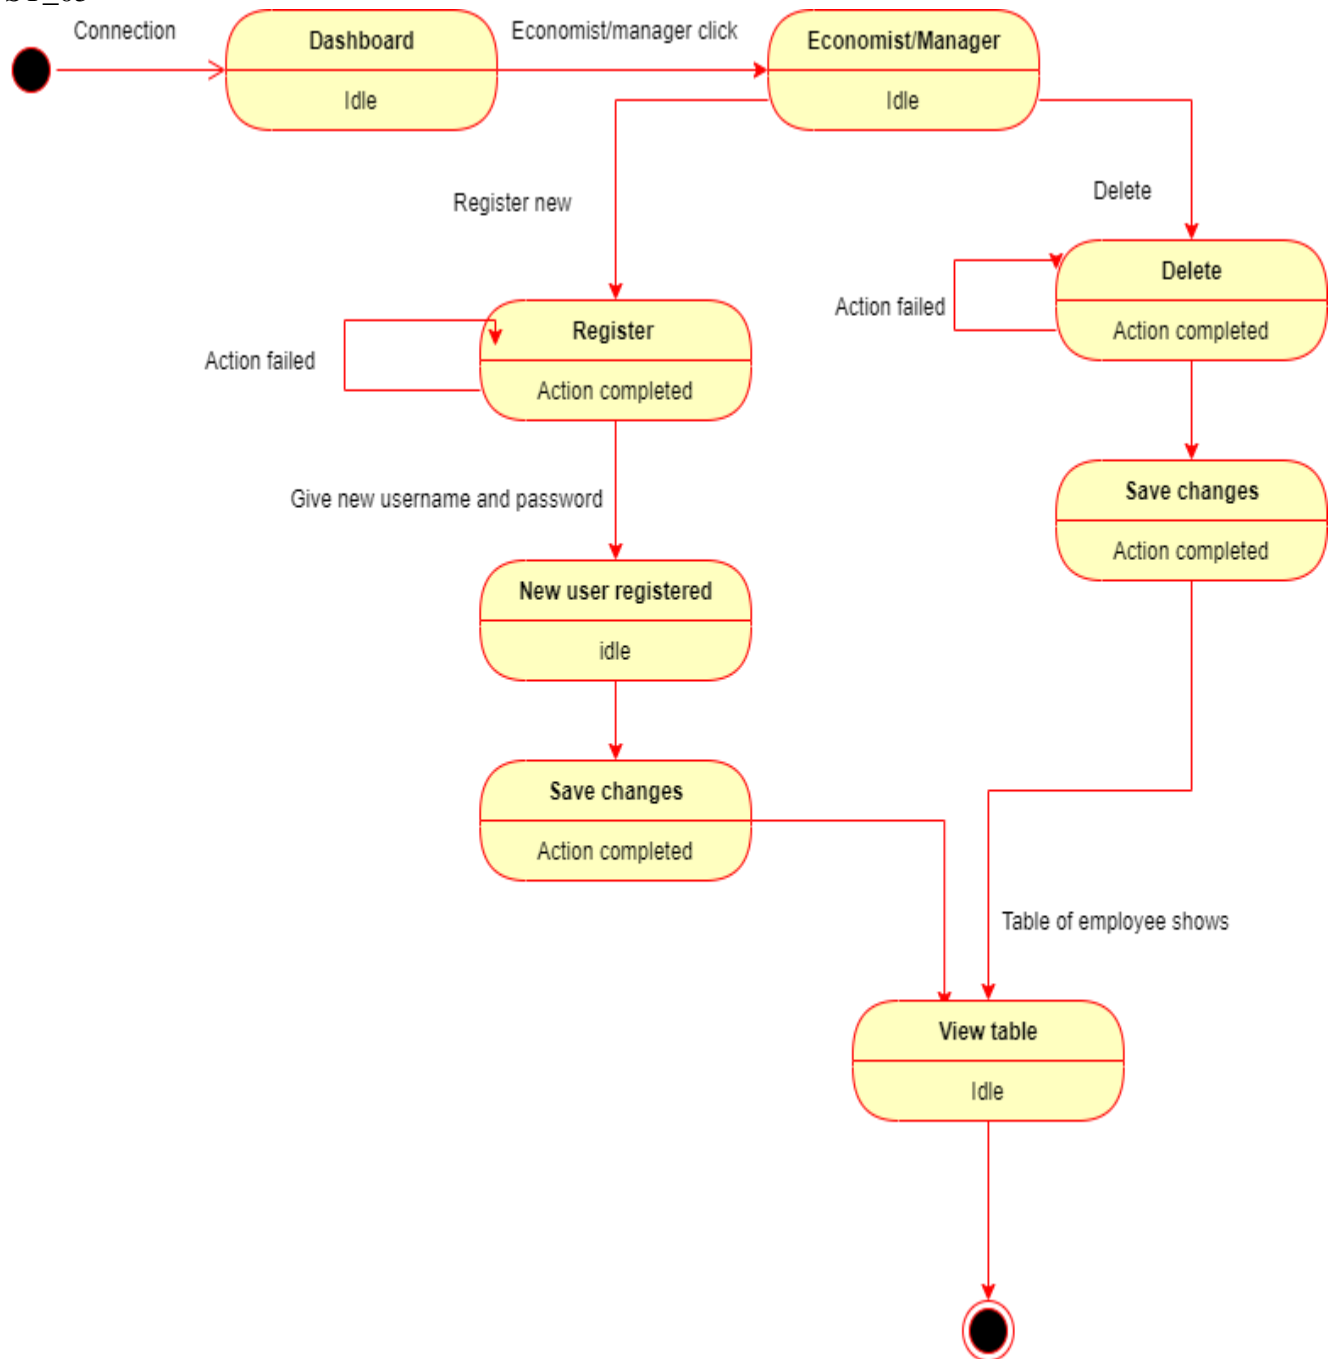 Connection
Dashboard
Idle
Economist/manager click
Economist/Manager
Idle
Register new
Delete
Delete
Action completed
Action failed
Register
Action completed
Action failed
Give new username and password
Save changes
Action completed
New user registered
idle
Save changes
Action completed
Table of employee shows
View table
Idle